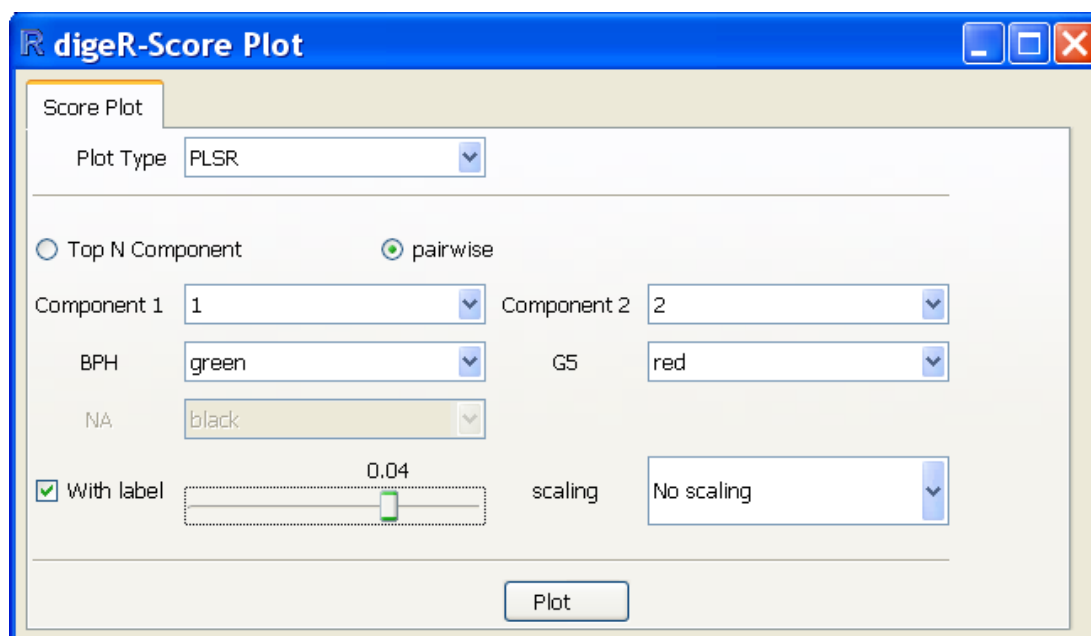 R digeR-Score Plot
Score Plot
Plot Type PLSR
Top N Component pairwise
Component 1 1 Component 2 2
BPH green G5 red
NA black
0.04
With label scaling No scaling
Plot